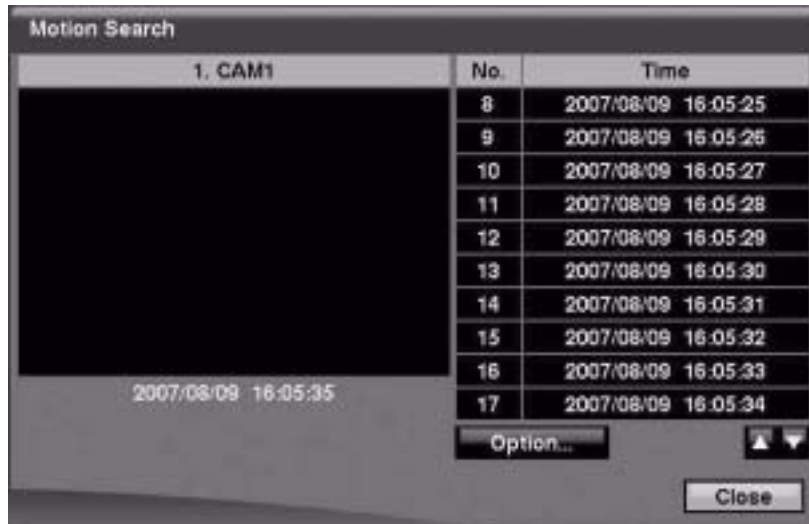 Motion Search
1. CAM1
No. Time
8 2007/08/09 16:05:25
9 2007/08/09 16:05:26
10 2007/08/09 16:05:27
11 2007/08/09 16:05:28
12 2007/08/09 16:05:29
13 2007/08/09 16:05:30
14 2007/08/09 16:05:31
15 2007/08/09 16:05:32
16 2007/08/09 16:05:33
17 2007/08/09 16:05:34
2007/08/09 16:05:35
Option...
Close